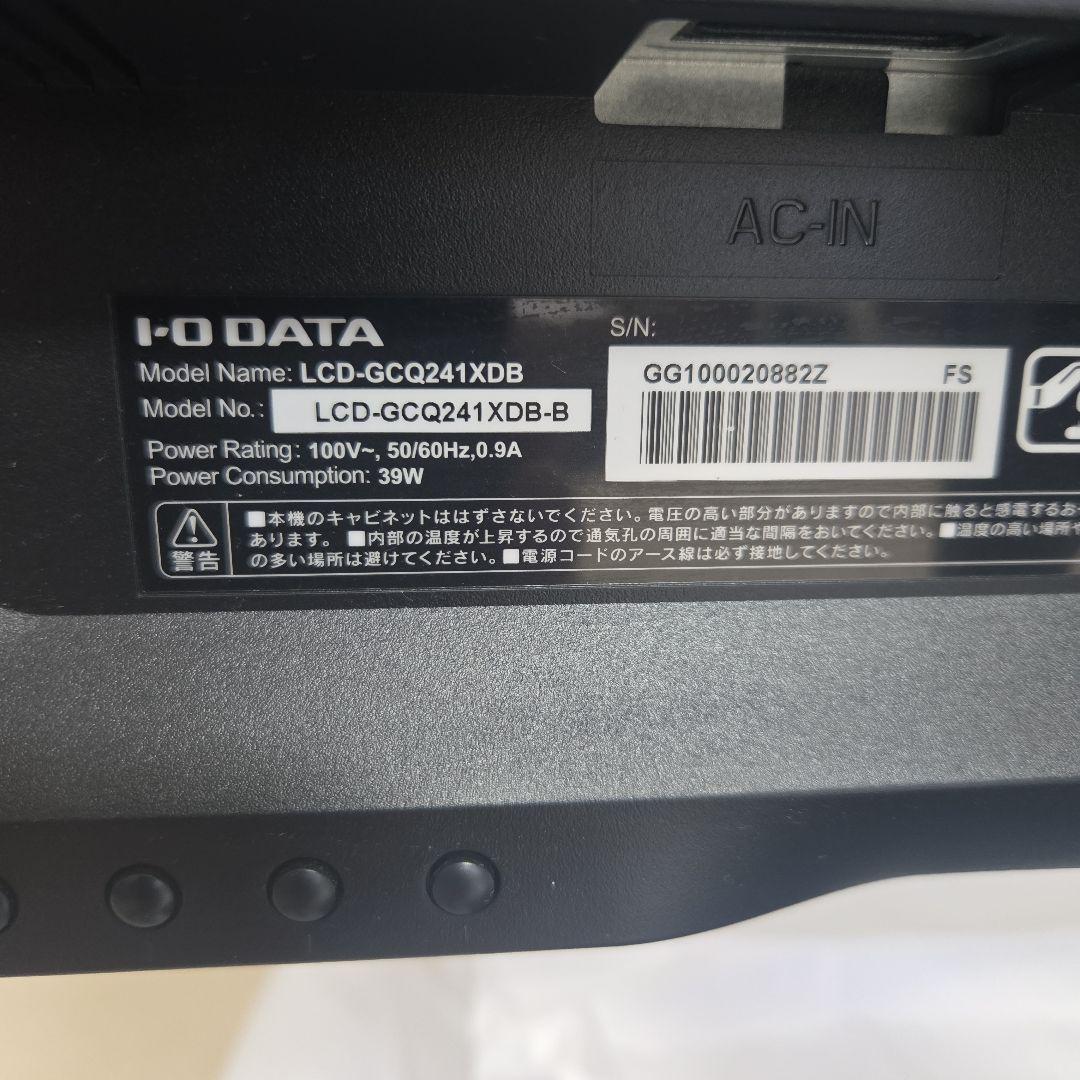 AC-IN
I-O DATA
S/N:
Model Name: LCD-GCQ241XDB
GG100020882Z FS
Model No.: LCD-GCQ241XDB-B
Power Rating: 100V~, 50/60Hz,0.9A
Power Consumption: 39W
警告
■本機のキャビネットははずさないでください。電圧の高い部分がありますので内部に触ると感電するお
あります。 ■内部の温度が上昇するので通気孔の周囲に適当な間隔をおいてください。■温度の高い場所や
の多い場所は避けてください。■電源コードのアース線は必ず接地してください。